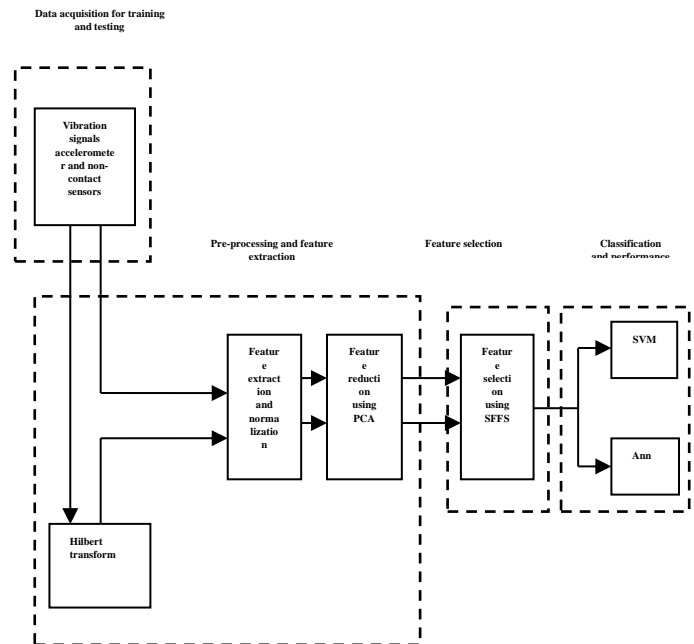 Data acquisition for training
and testing
Vibration
signals
acceleromete
r and non-
contact
sensors
Pre-processing and feature
extraction
Feature selection
Classification
and performance
Featur
e
extract
ion
and
norma
lizatio
n
Featur
e
reducti
on
using
PCA
Featur
e
selecti
on
using
SFFS
SVM
Ann
Hilbert
transform